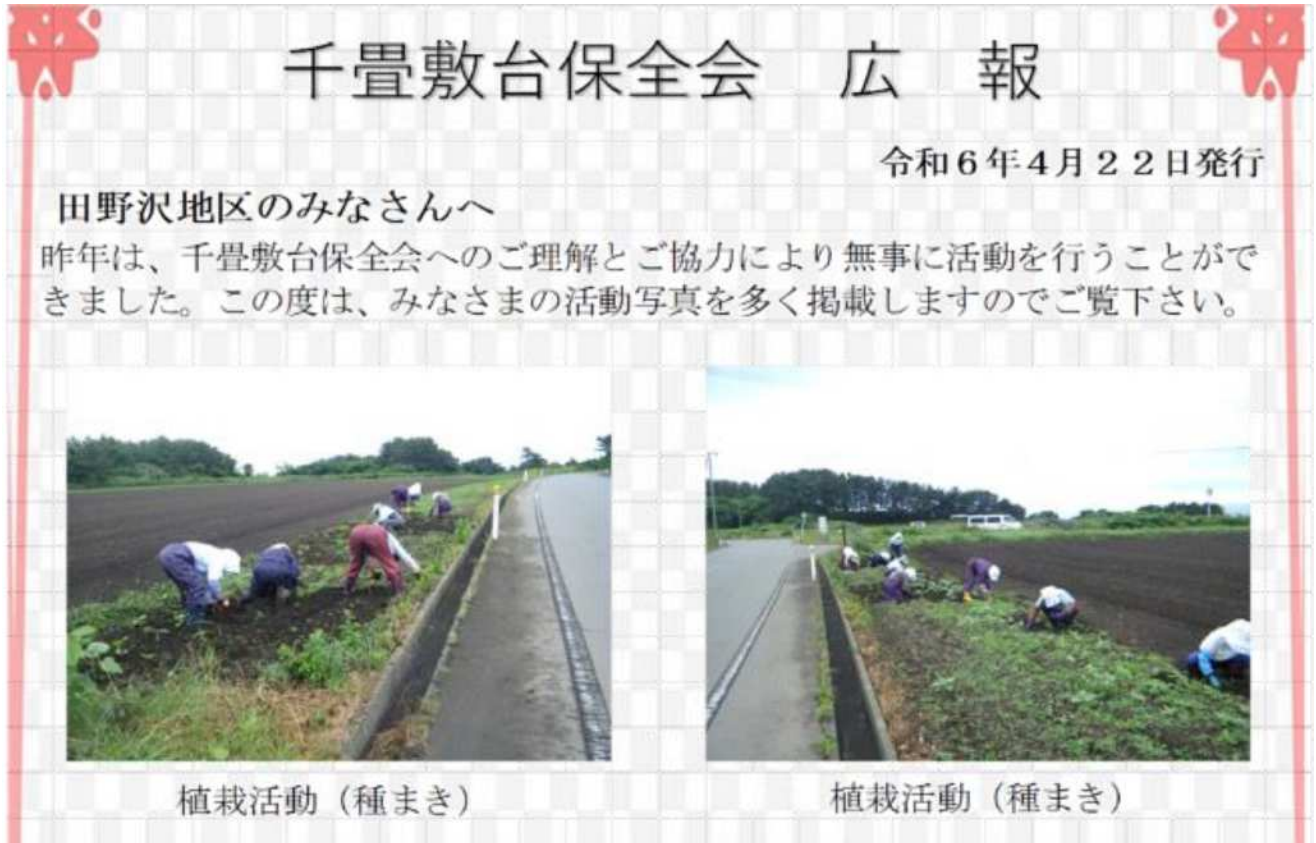 千畳敷台保全会　広　報
令和６年４月２２日発行
田野沢地区のみなさんへ
昨年は、千畳敷台保全会へのご理解とご協力により無事に活動を行うことがで
きました。この度は、みなさまの活動写真を多く掲載しますのでご覧下さい。
植栽活動（種まき）
植栽活動（種まき）